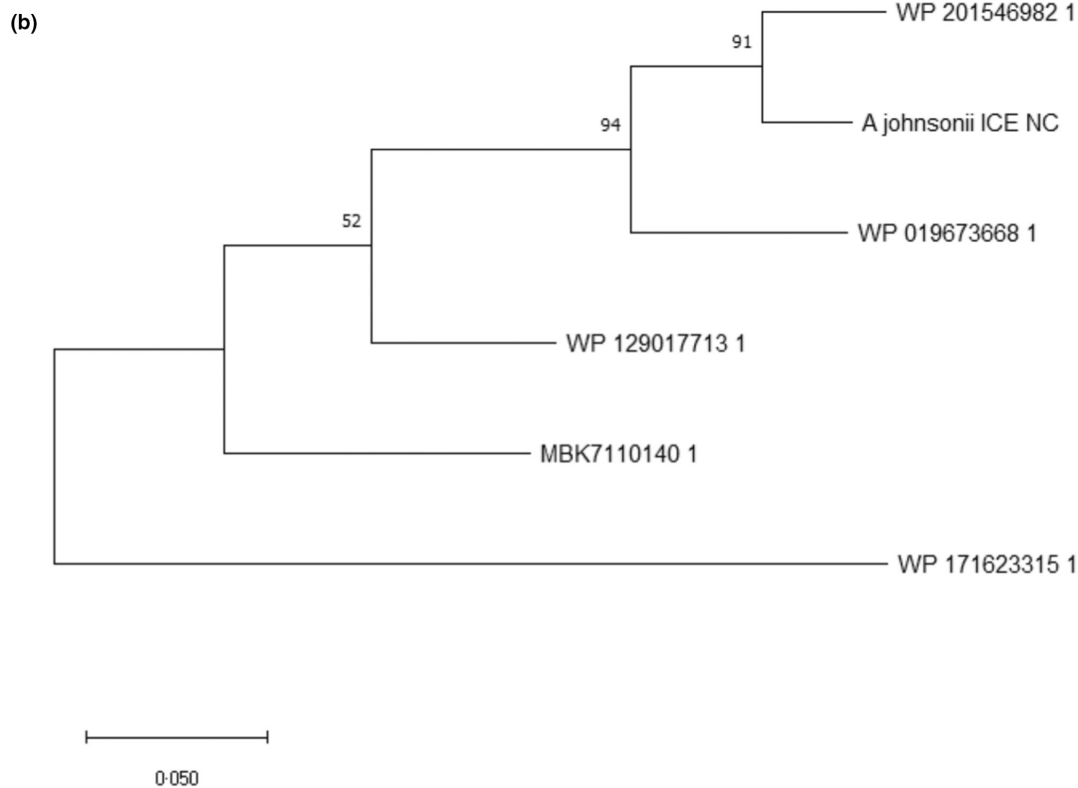 (b)
WP 201546982 1
91
A johnsonii ICE NC
94
WP 019673668 1
52
WP 129017713 1
MBK7110140 1
WP 171623315 1
0·050